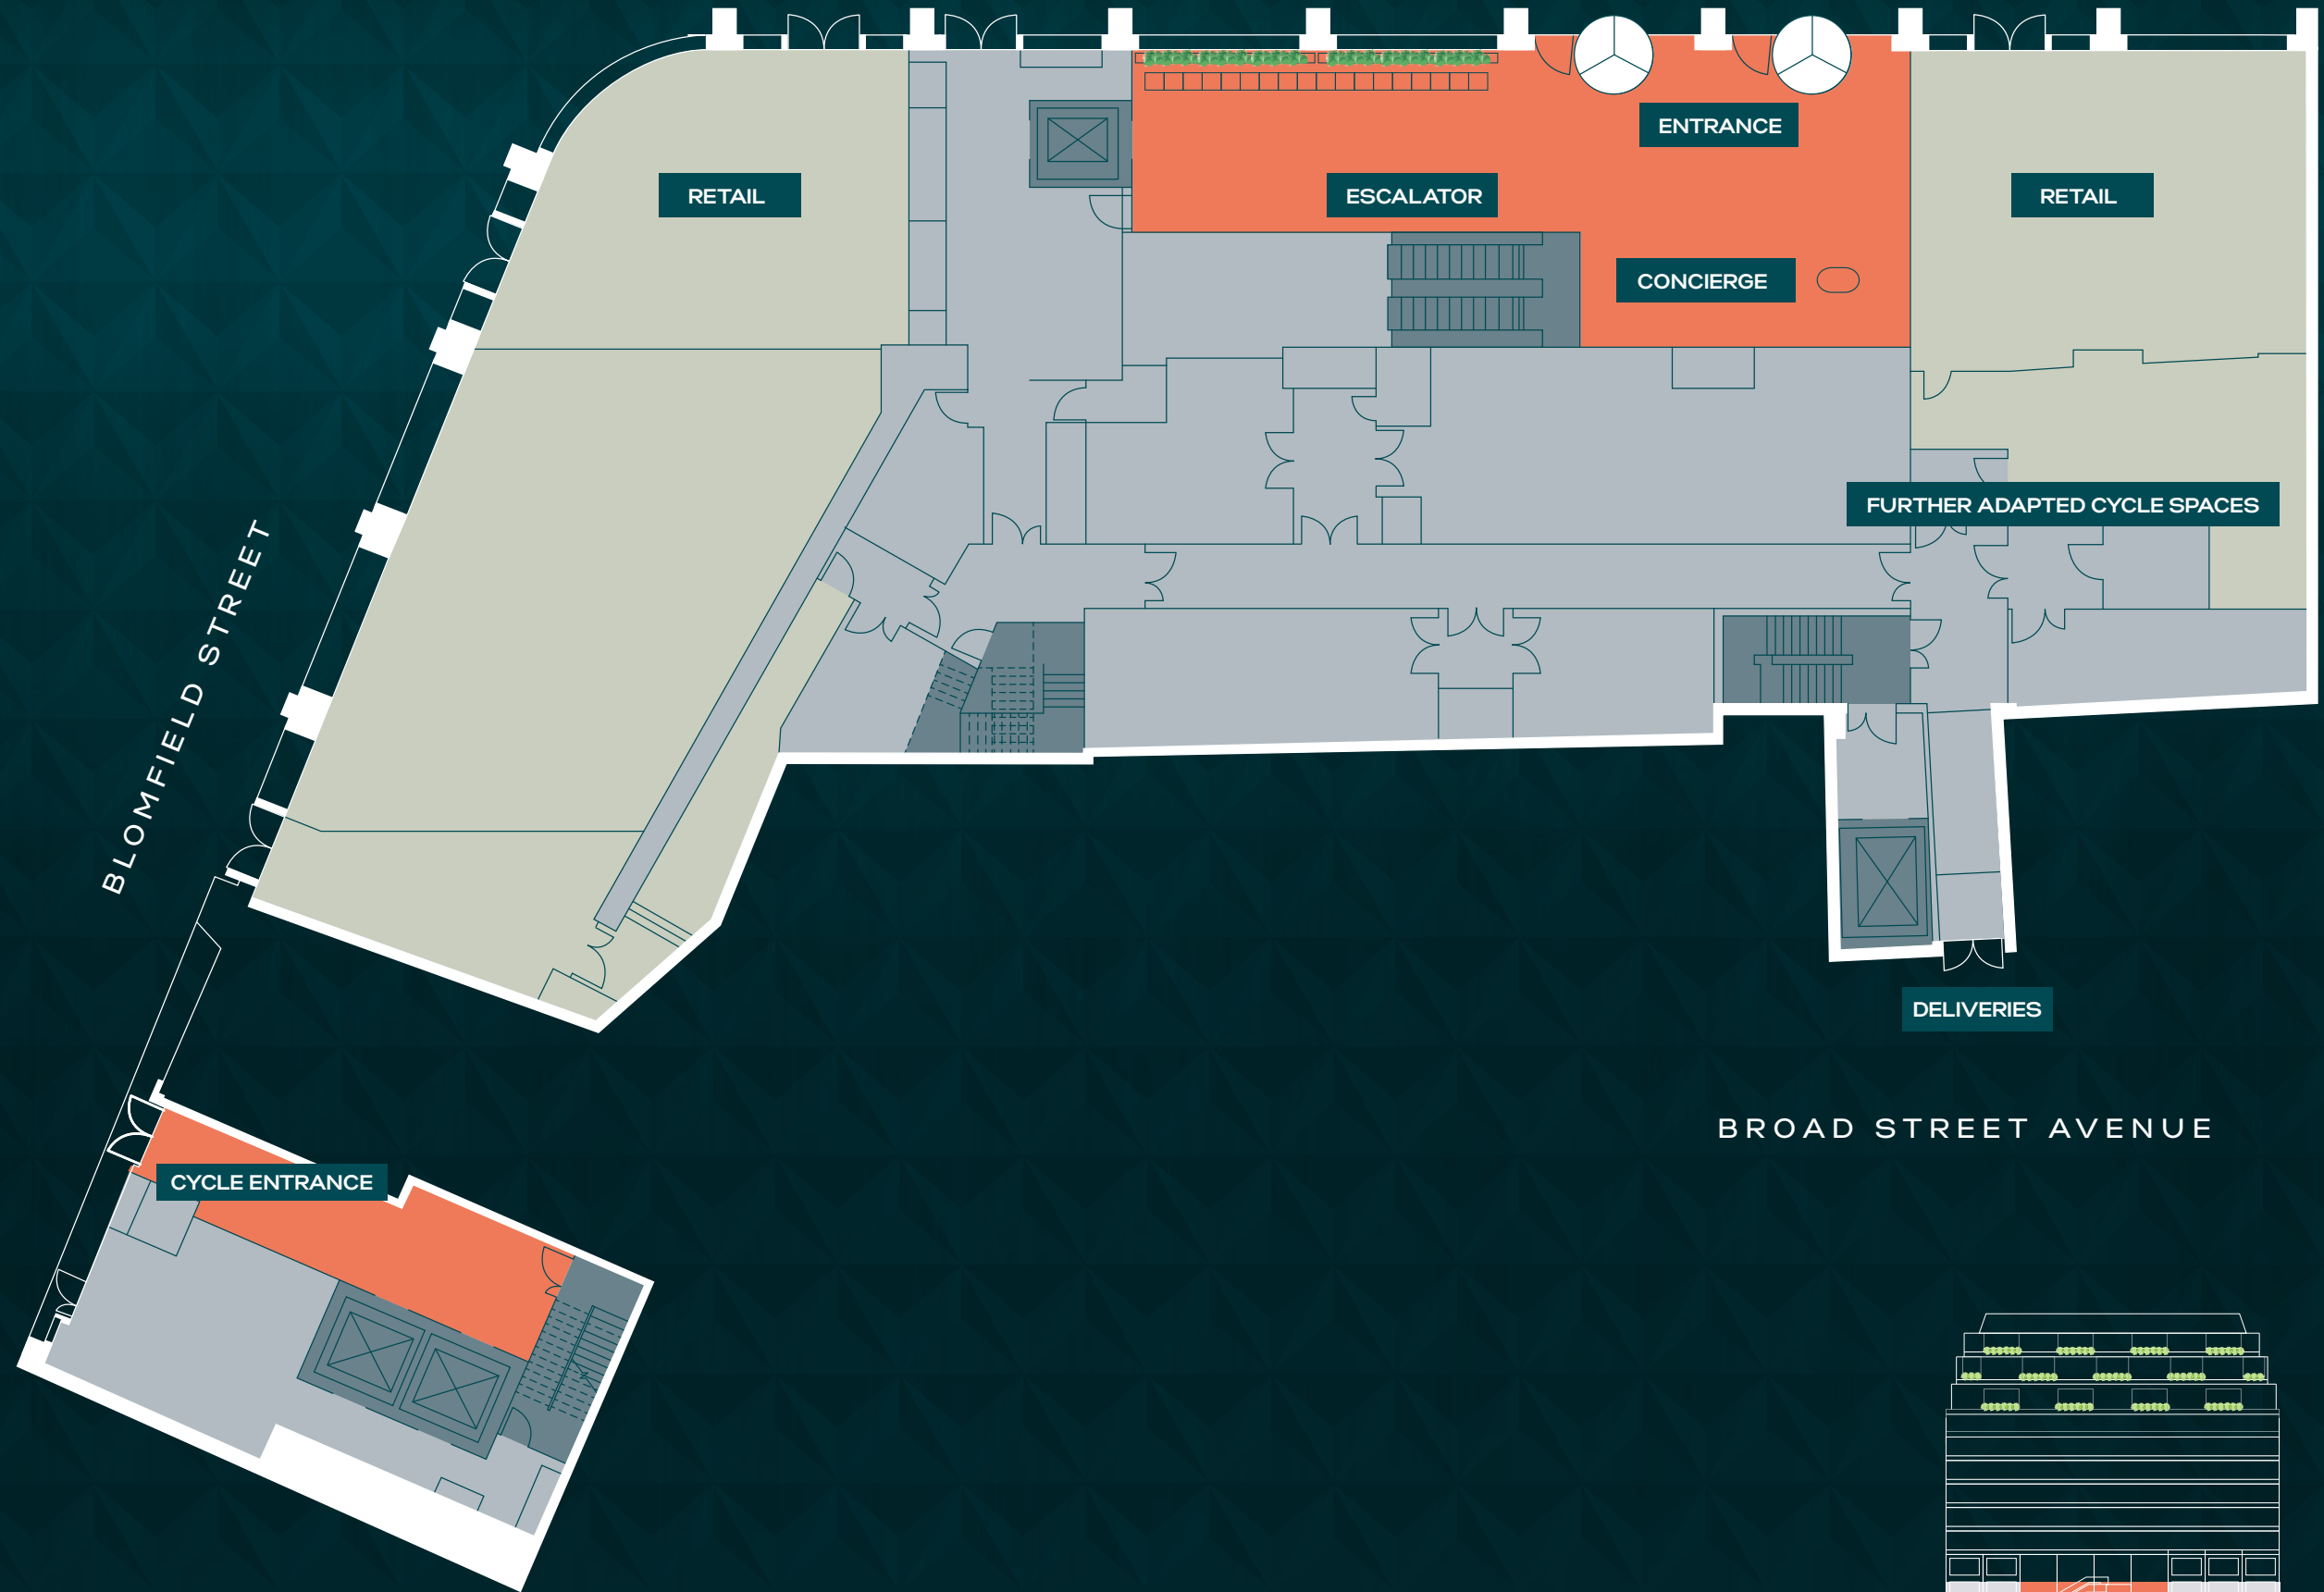 ENTRANCE
RETAIL
ESCALATOR
RETAIL
CONCIERGE
FURTHER ADAPTED CYCLE SPACES
BLOMFIELD STREET
DELIVERIES
BROAD STREET AVENUE
CYCLE ENTRANCE